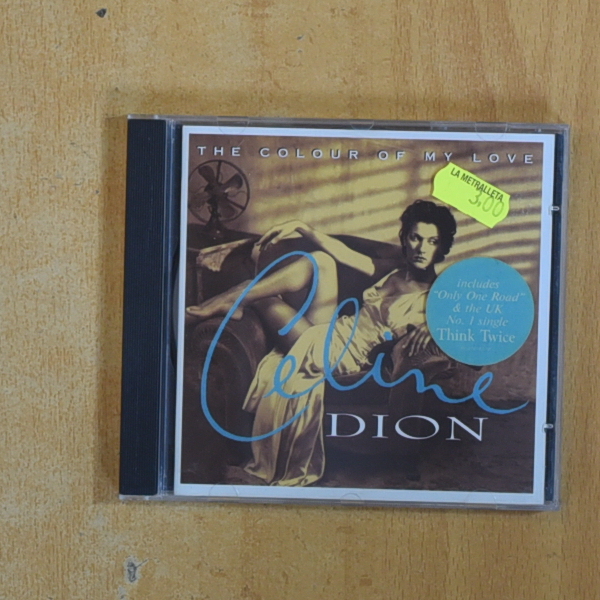 THE COLOUR OF MY LOVE
LA METRALLETA
3,00
includes
"Only One Road"
& the UK
No. 1 single
Think Twice
Celine
DION